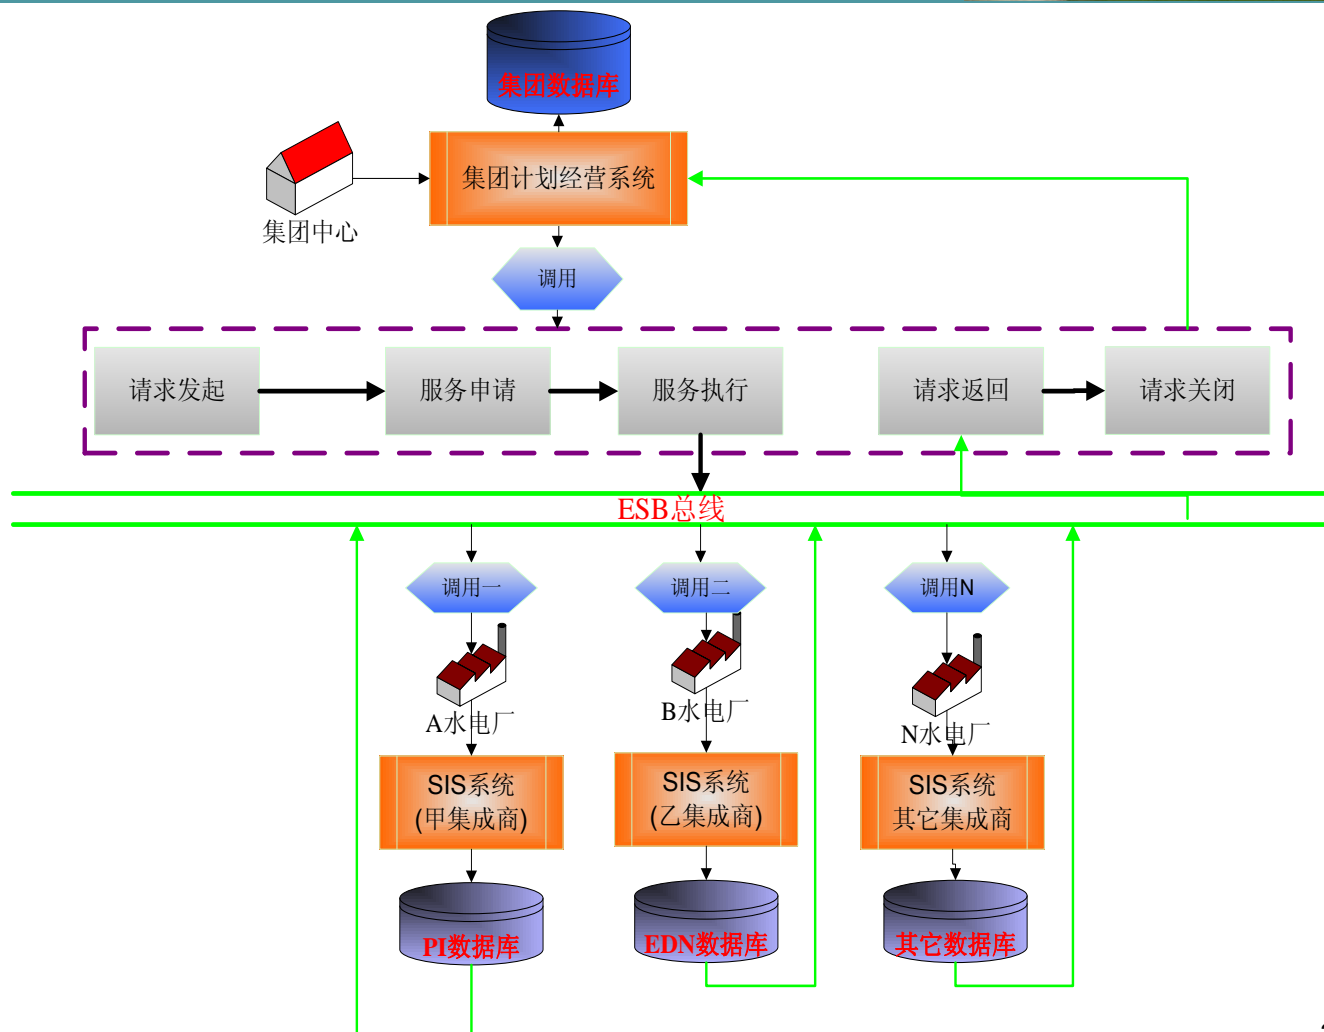 集团数据库
集团计划经营系统
集团中心
调用
请求发起
服务申请
服务执行
请求返回
请求关闭
ESB总线
调用一
调用二
调用N
A水电厂
B水电厂
N水电厂
SIS系统
(甲集成商)
SIS系统
(乙集成商)
SIS系统
其它集成商
PI数据库
EDN数据库
其它数据库